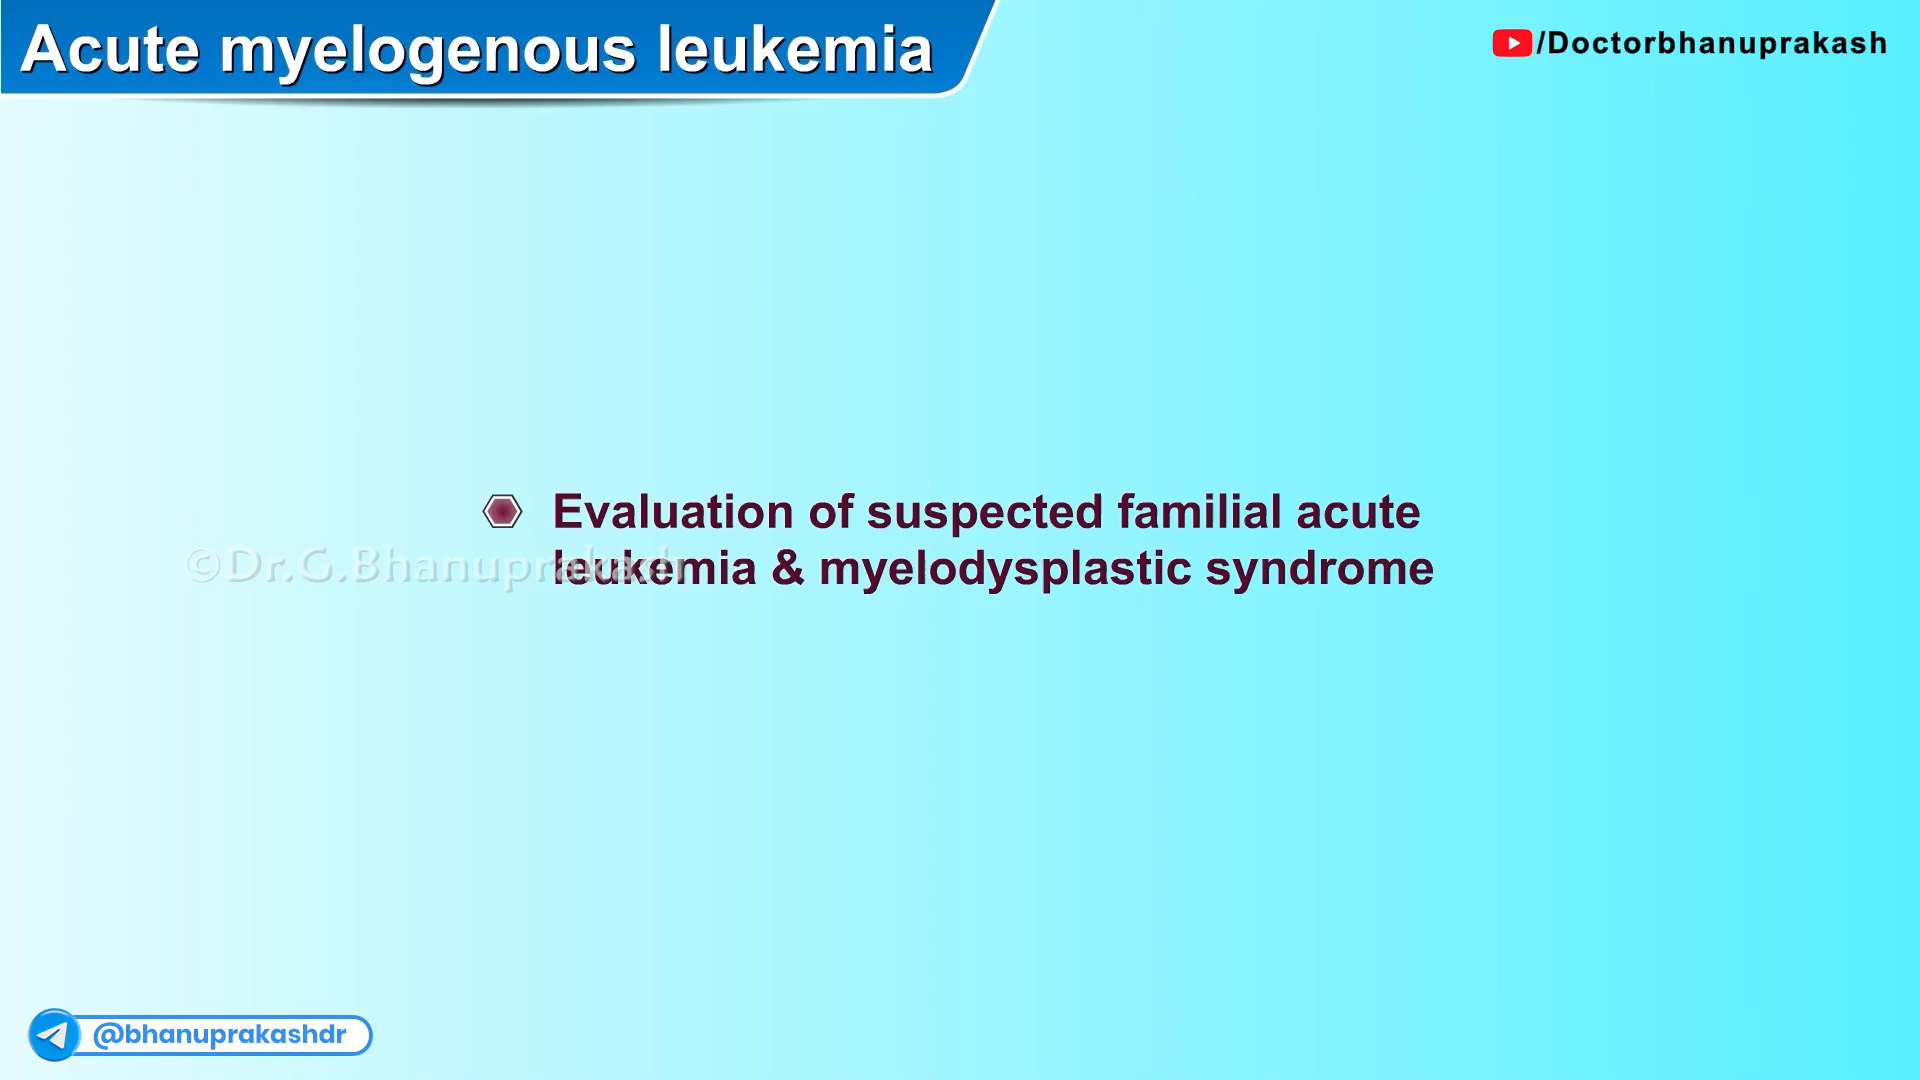 Acute myelogenous leukemia
/Doctorbhanuprakash
Evaluation of suspected familial acute
leukemia & myelodysplastic syndrome
©Dr.G.Bhanuprakash
@bhanuprakashdr